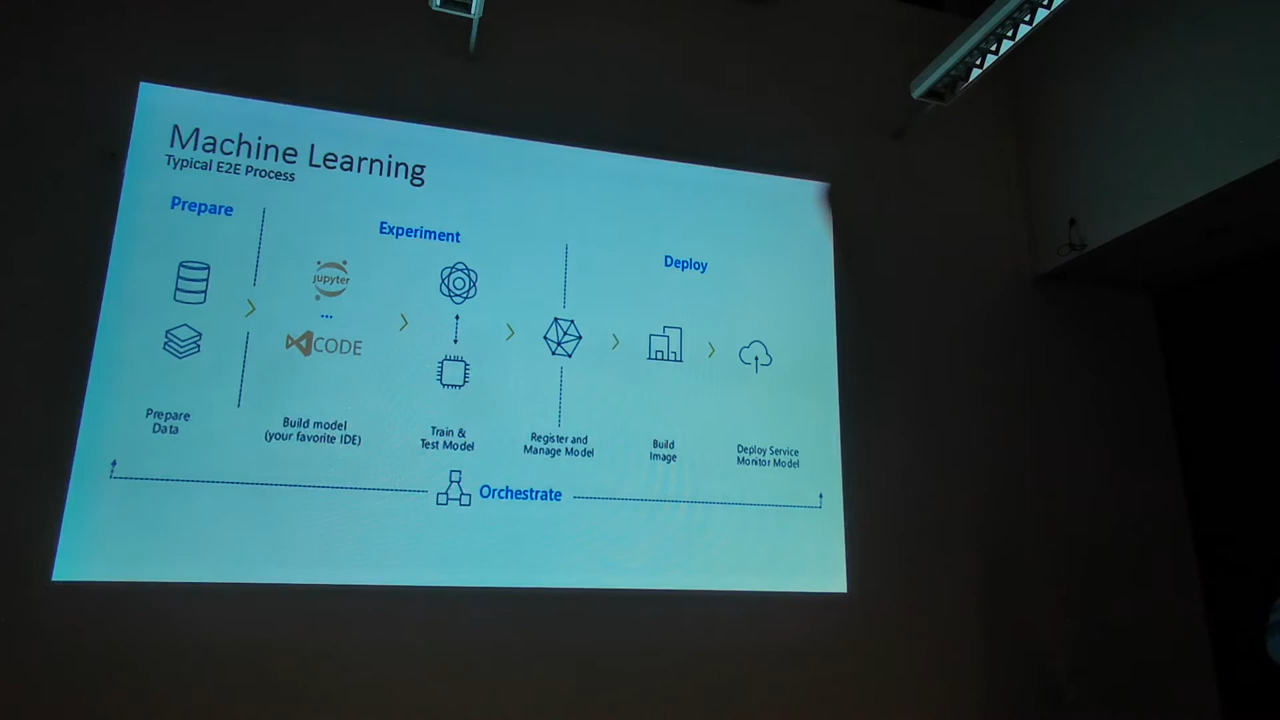 Machine Learning
Typical E2E Process
Prepare
Experiment
Deploy
jupyter
...
CODE
Prepare
Data
Build model
(your favorite IDE)
Train &
Test Model
Register and
Manage Model
Build
Image
Deploy Service
Monitor Model
Orchestrate